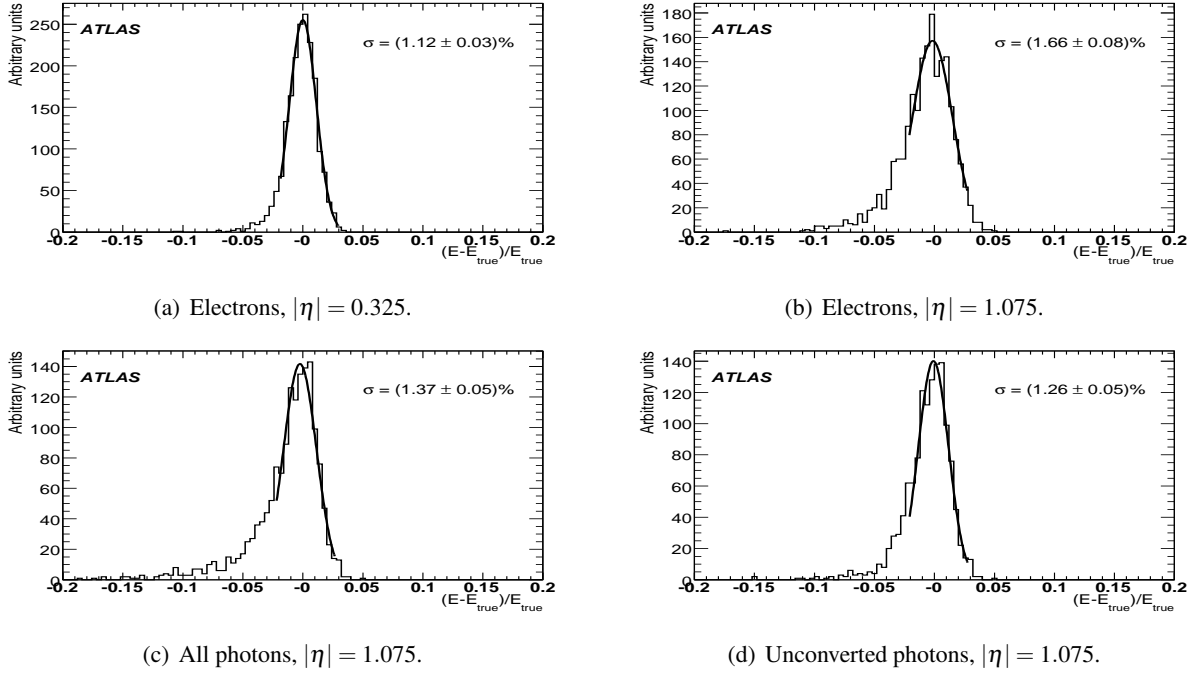 Arbitrary units
ATLAS
σ = (1.12 ± 0.03)%
250
200
150
100
50
0
-0.2 -0.15 -0.1 -0.05 -0 0.05 0.1 0.15 0.2
(E-E_true)/E_true
(a) Electrons, |η| = 0.325.
Arbitrary units
ATLAS
σ = (1.66 ± 0.08)%
180
160
140
120
100
80
60
40
20
0
-0.2 -0.15 -0.1 -0.05 -0 0.05 0.1 0.15 0.2
(E-E_true)/E_true
(b) Electrons, |η| = 1.075.
Arbitrary units
ATLAS
σ = (1.37 ± 0.05)%
140
120
100
80
60
40
20
0
-0.2 -0.15 -0.1 -0.05 -0 0.05 0.1 0.15 0.2
(E-E_true)/E_true
(c) All photons, |η| = 1.075.
Arbitrary units
ATLAS
σ = (1.26 ± 0.05)%
140
120
100
80
60
40
20
0
-0.2 -0.15 -0.1 -0.05 -0 0.05 0.1 0.15 0.2
(E-E_true)/E_true
(d) Unconverted photons, |η| = 1.075.